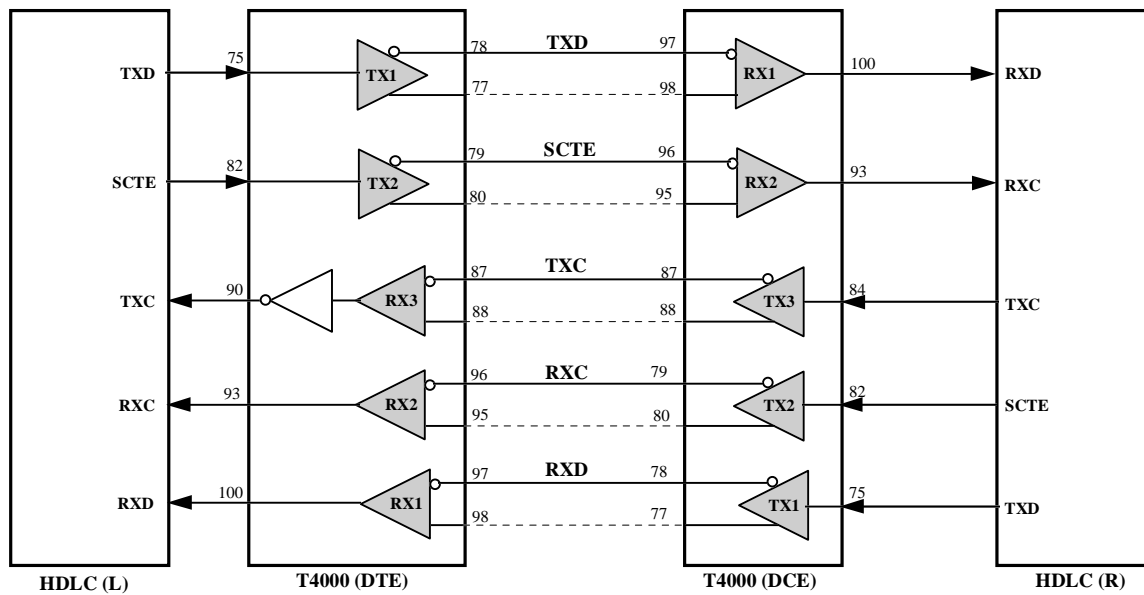 75 78 TXD 97 100
TXD TX1 RX1 RXD
77 98
82 79 SCTE 96 93
SCTE TX2 RX2 RXC
80 95
90 87 TXC 87 84
TXC RX3 TX3 TXC
88 88
93 96 RXC 79 82
RXC RX2 TX2 SCTE
95 80
100 97 RXD 78 75
RXD RX1 TX1 TXD
98 77
HDLC (L) T4000 (DTE) T4000 (DCE) HDLC (R)